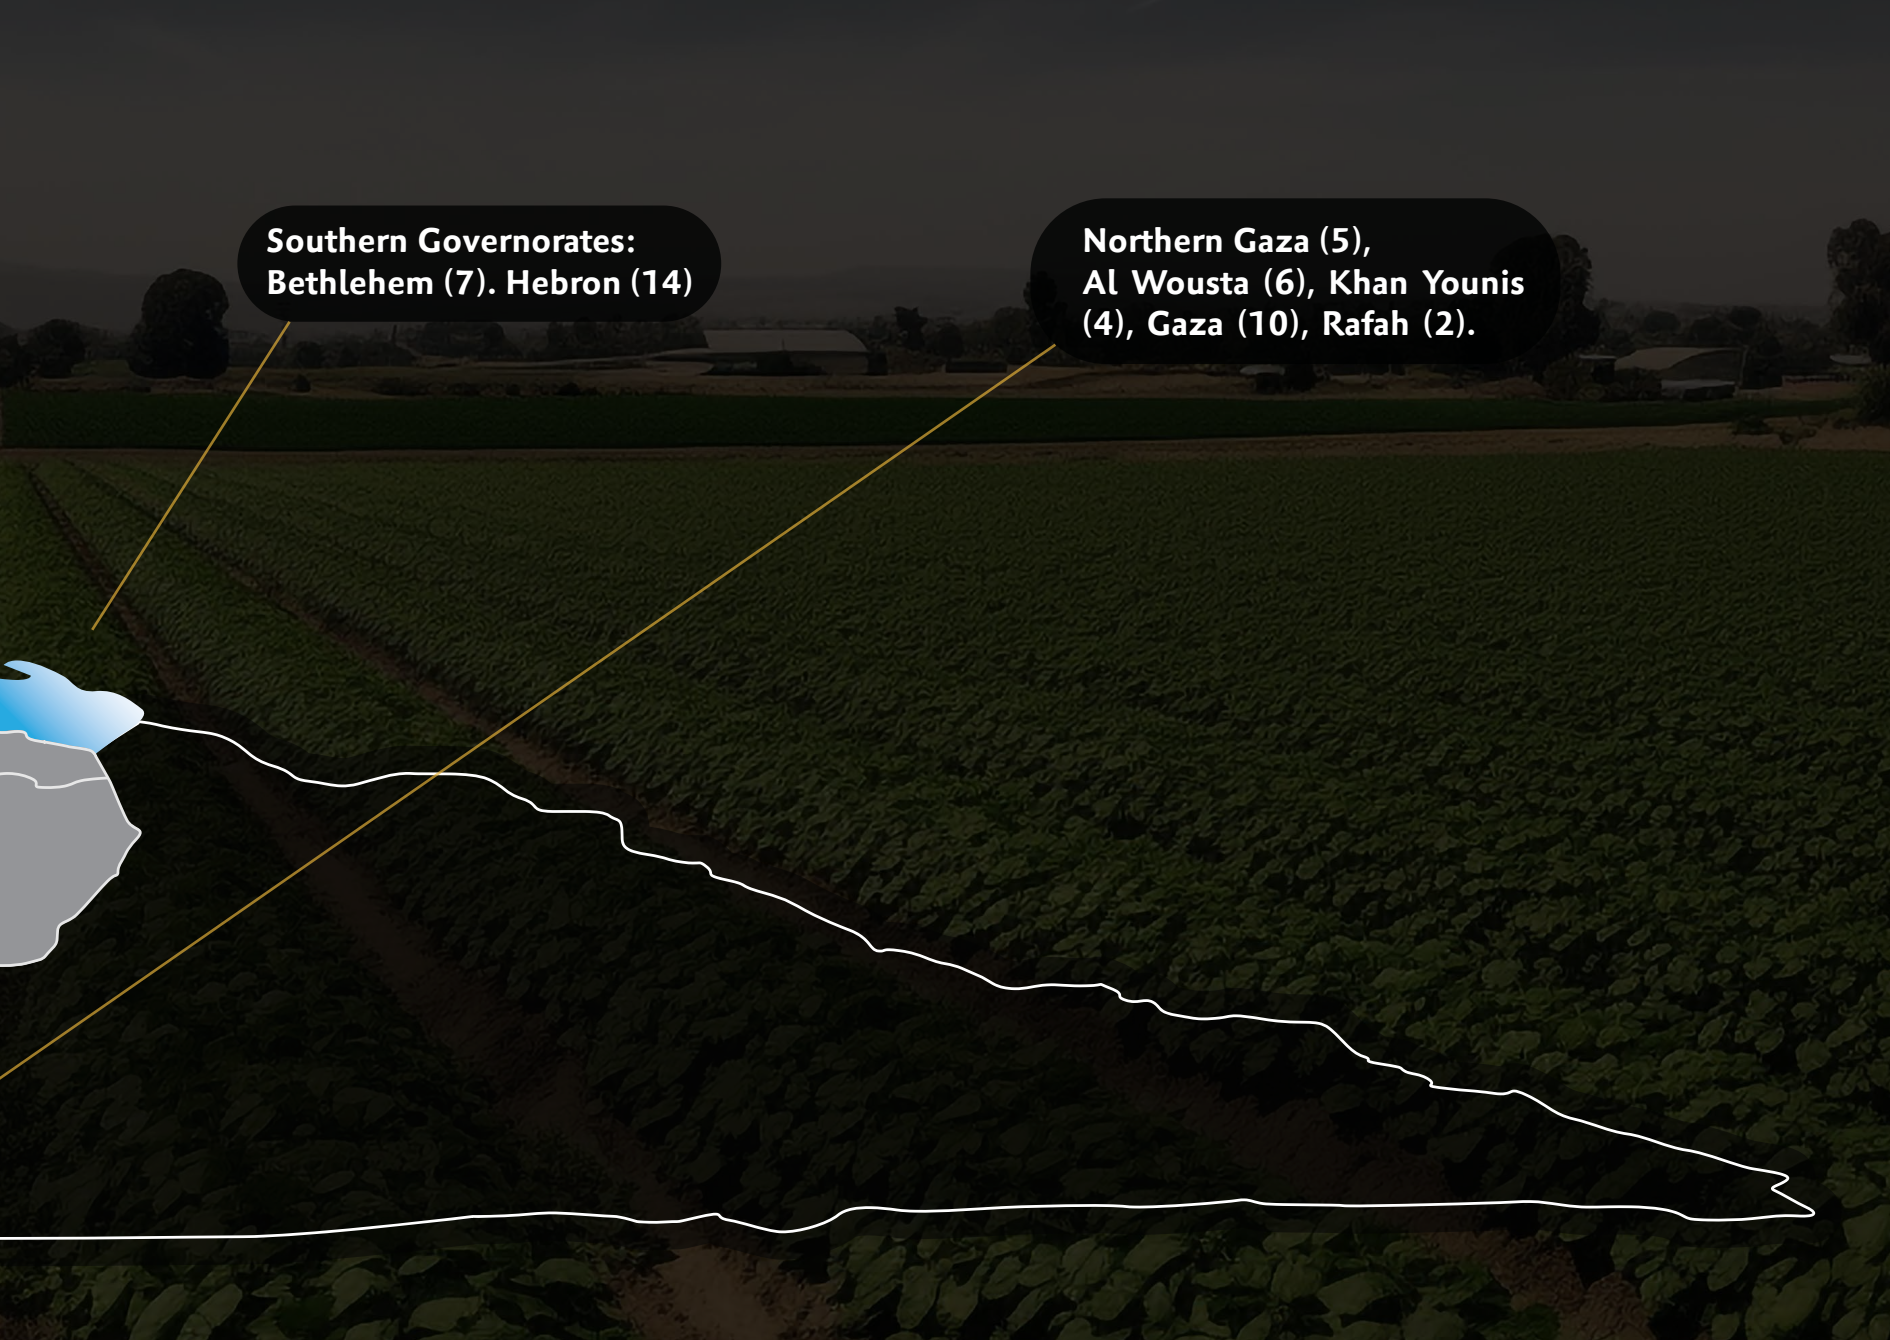 Southern Governorates:
Bethlehem (7). Hebron (14)
Northern Gaza (5),
Al Wousta (6), Khan Younis
(4), Gaza (10), Rafah (2).